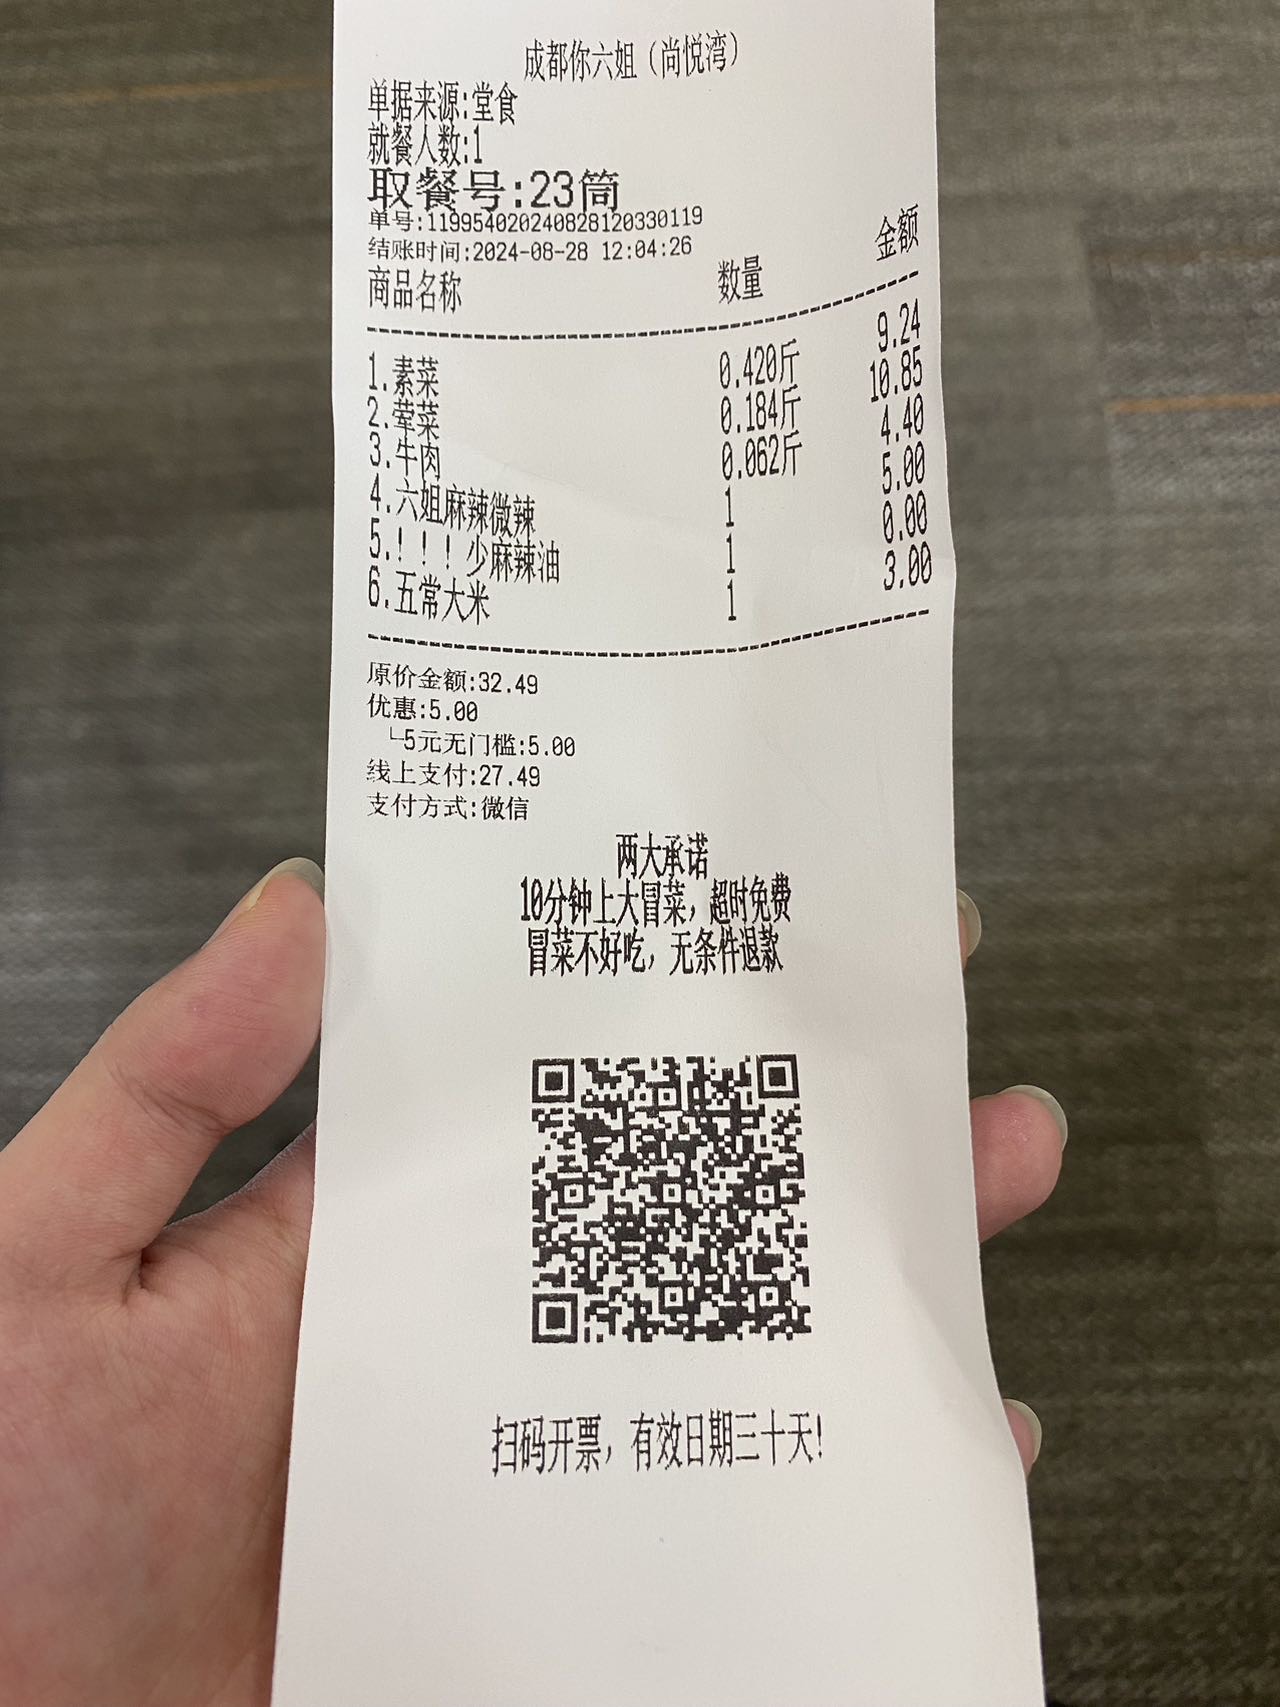 成都你六姐（尚悦湾）
单据来源:堂食
就餐人数:1
取餐号:23筒
单号:119954020240828120330119
结账时间:2024-08-28 12:04:26
商品名称 数量 金额
1.素菜 0.420斤 9.24
2.荤菜 0.184斤 10.85
3.牛肉 0.062斤 4.40
4.六姐麻辣微辣 1 5.00
5.！！！少麻辣油 1 0.00
6.五常大米 1 3.00
原价金额:32.49
优惠:5.00
└5元无门槛:5.00
线上支付:27.49
支付方式:微信
两大承诺
10分钟上大冒菜，超时免费
冒菜不好吃，无条件退款
扫码开票，有效日期三十天!